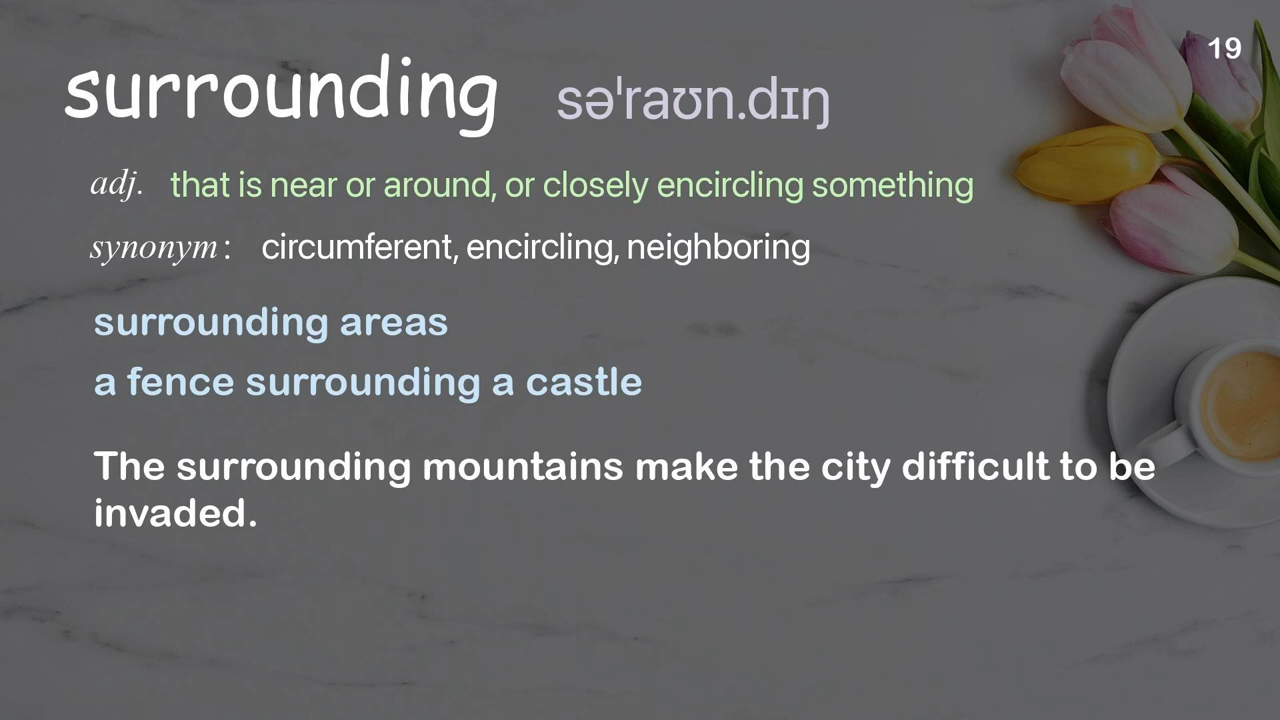 19
surrounding səˈraʊn.dɪŋ
adj. that is near or around, or closely encircling something
synonym : circumferent, encircling, neighboring
surrounding areas
a fence surrounding a castle
The surrounding mountains make the city difficult to be
invaded.